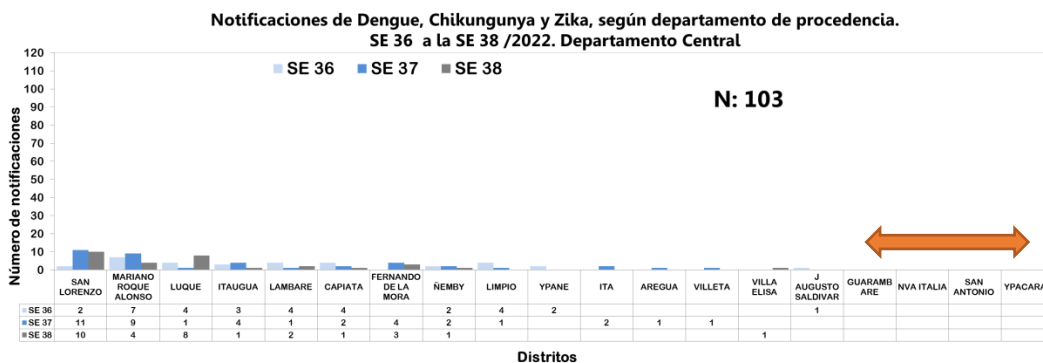 Notificaciones de Dengue, Chikungunya y Zika, según departamento de procedencia.
SE 36 a la SE 38 /2022. Departamento Central
SE 36 SE 37 SE 38
N: 103
Número de notificaciones
120
110
100
90
80
70
60
50
40
30
20
10
0
SAN LORENZO
MARIANO ROQUE ALONSO
LUQUE
ITAUGUA
LAMBARE
CAPIATA
FERNANDO DE LA MORA
ÑEMBY
LIMPIO
YPANE
ITA
AREGUA
VILLETA
VILLA ELISA
J AUGUSTO SALDIVAR
GUARAMBARE
NVA ITALIA
SAN ANTONIO
YPACARAI
SE 36 2 7 4 3 4 4 2 4 2 1
SE 37 11 9 1 4 1 2 4 2 1 2 1 1
SE 38 10 4 8 1 2 1 3 1 1
Distritos